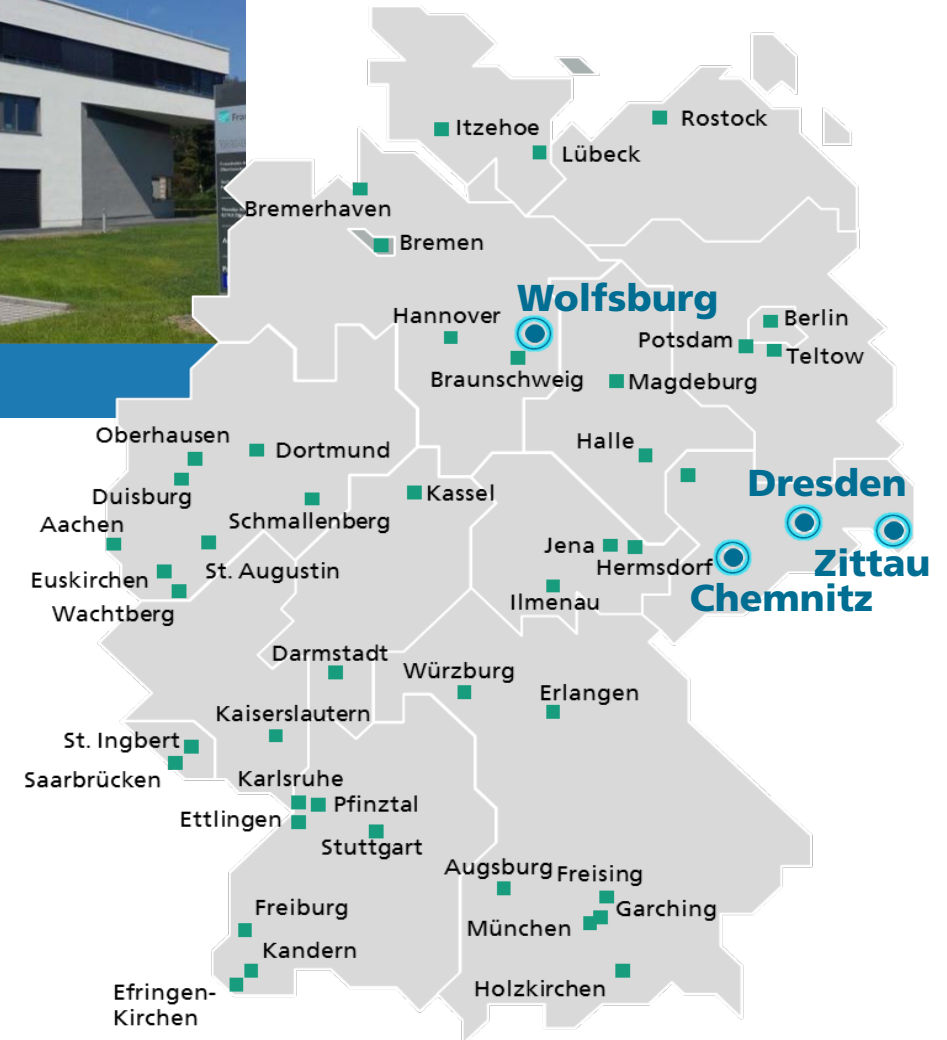 Itzehoe
Rostock
Lübeck
Bremerhaven
Bremen
Wolfsburg
Hannover
Berlin
Potsdam
Teltow
Braunschweig
Magdeburg
Oberhausen
Dortmund
Halle
Duisburg
Kassel
Dresden
Aachen
Schmallenberg
Jena
Hermsdorf
Zittau
Euskirchen
St. Augustin
Chemnitz
Wachtberg
Ilmenau
Darmstadt
Würzburg
Erlangen
Kaiserslautern
St. Ingbert
Saarbrücken
Karlsruhe
Pfinztal
Ettlingen
Stuttgart
Augsburg
Freising
Freiburg
Garching
München
Kandern
Holzkirchen
Efringen-
Kirchen